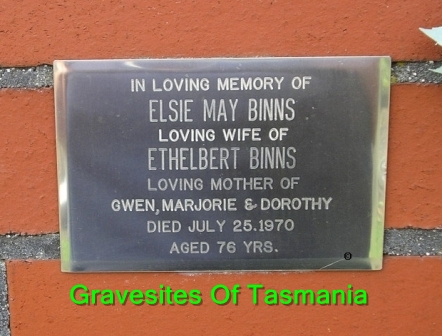 IN LOVING MEMORY OF
ELSIE MAY BINNS
LOVING WIFE OF
ETHELBERT BINNS
LOVING MOTHER OF
GWEN, MARJORIE & DOROTHY
DIED JULY 25.1970
AGED 76 YRS.
Gravesites Of Tasmania